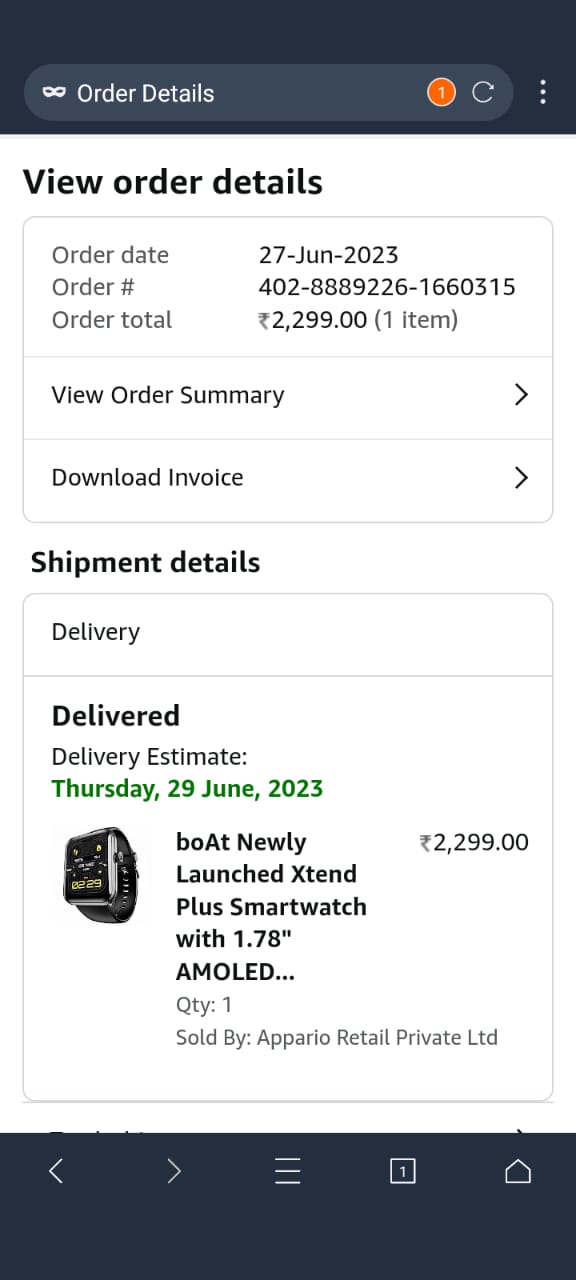 Order Details
1
View order details
Order date 27-Jun-2023
Order # 402-8889226-1660315
Order total ₹2,299.00 (1 item)
View Order Summary
Download Invoice
Shipment details
Delivery
Delivered
Delivery Estimate:
Thursday, 29 June, 2023
boAt Newly ₹2,299.00
Launched Xtend
Plus Smartwatch
with 1.78"
AMOLED...
Qty: 1
Sold By: Appario Retail Private Ltd
02:29
1